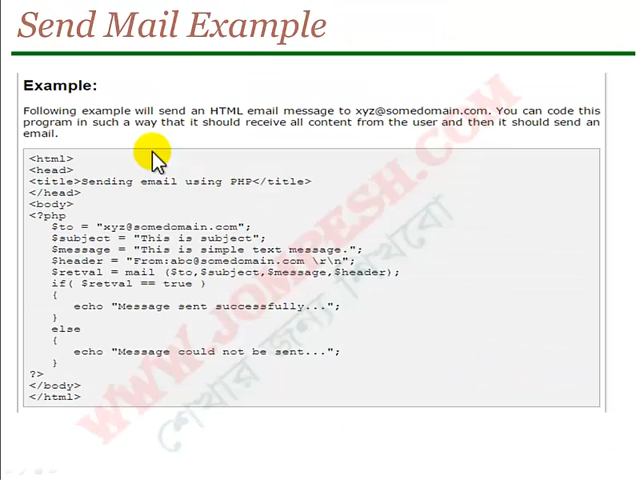 Send Mail Example
Example:
Following example will send an HTML email message to xyz@somedomain.com. You can code this
program in such a way that it should receive all content from the user and then it should send an
email.
<html>
<head>
<title>Sending email using PHP</title>
</head>
<body>
<?php
$to = "xyz@somedomain.com";
$subject = "This is subject";
$message = "This is simple text message.";
$header = "From:abc@somedomain.com \r\n";
$retval = mail ($to,$subject,$message,$header);
if( $retval == true )
{
echo "Message sent successfully...";
}
else
{
echo "Message could not be sent...";
}
?>
</body>
</html>
WWW.JOMPESH.COM
শেখার জন্য শিখবো